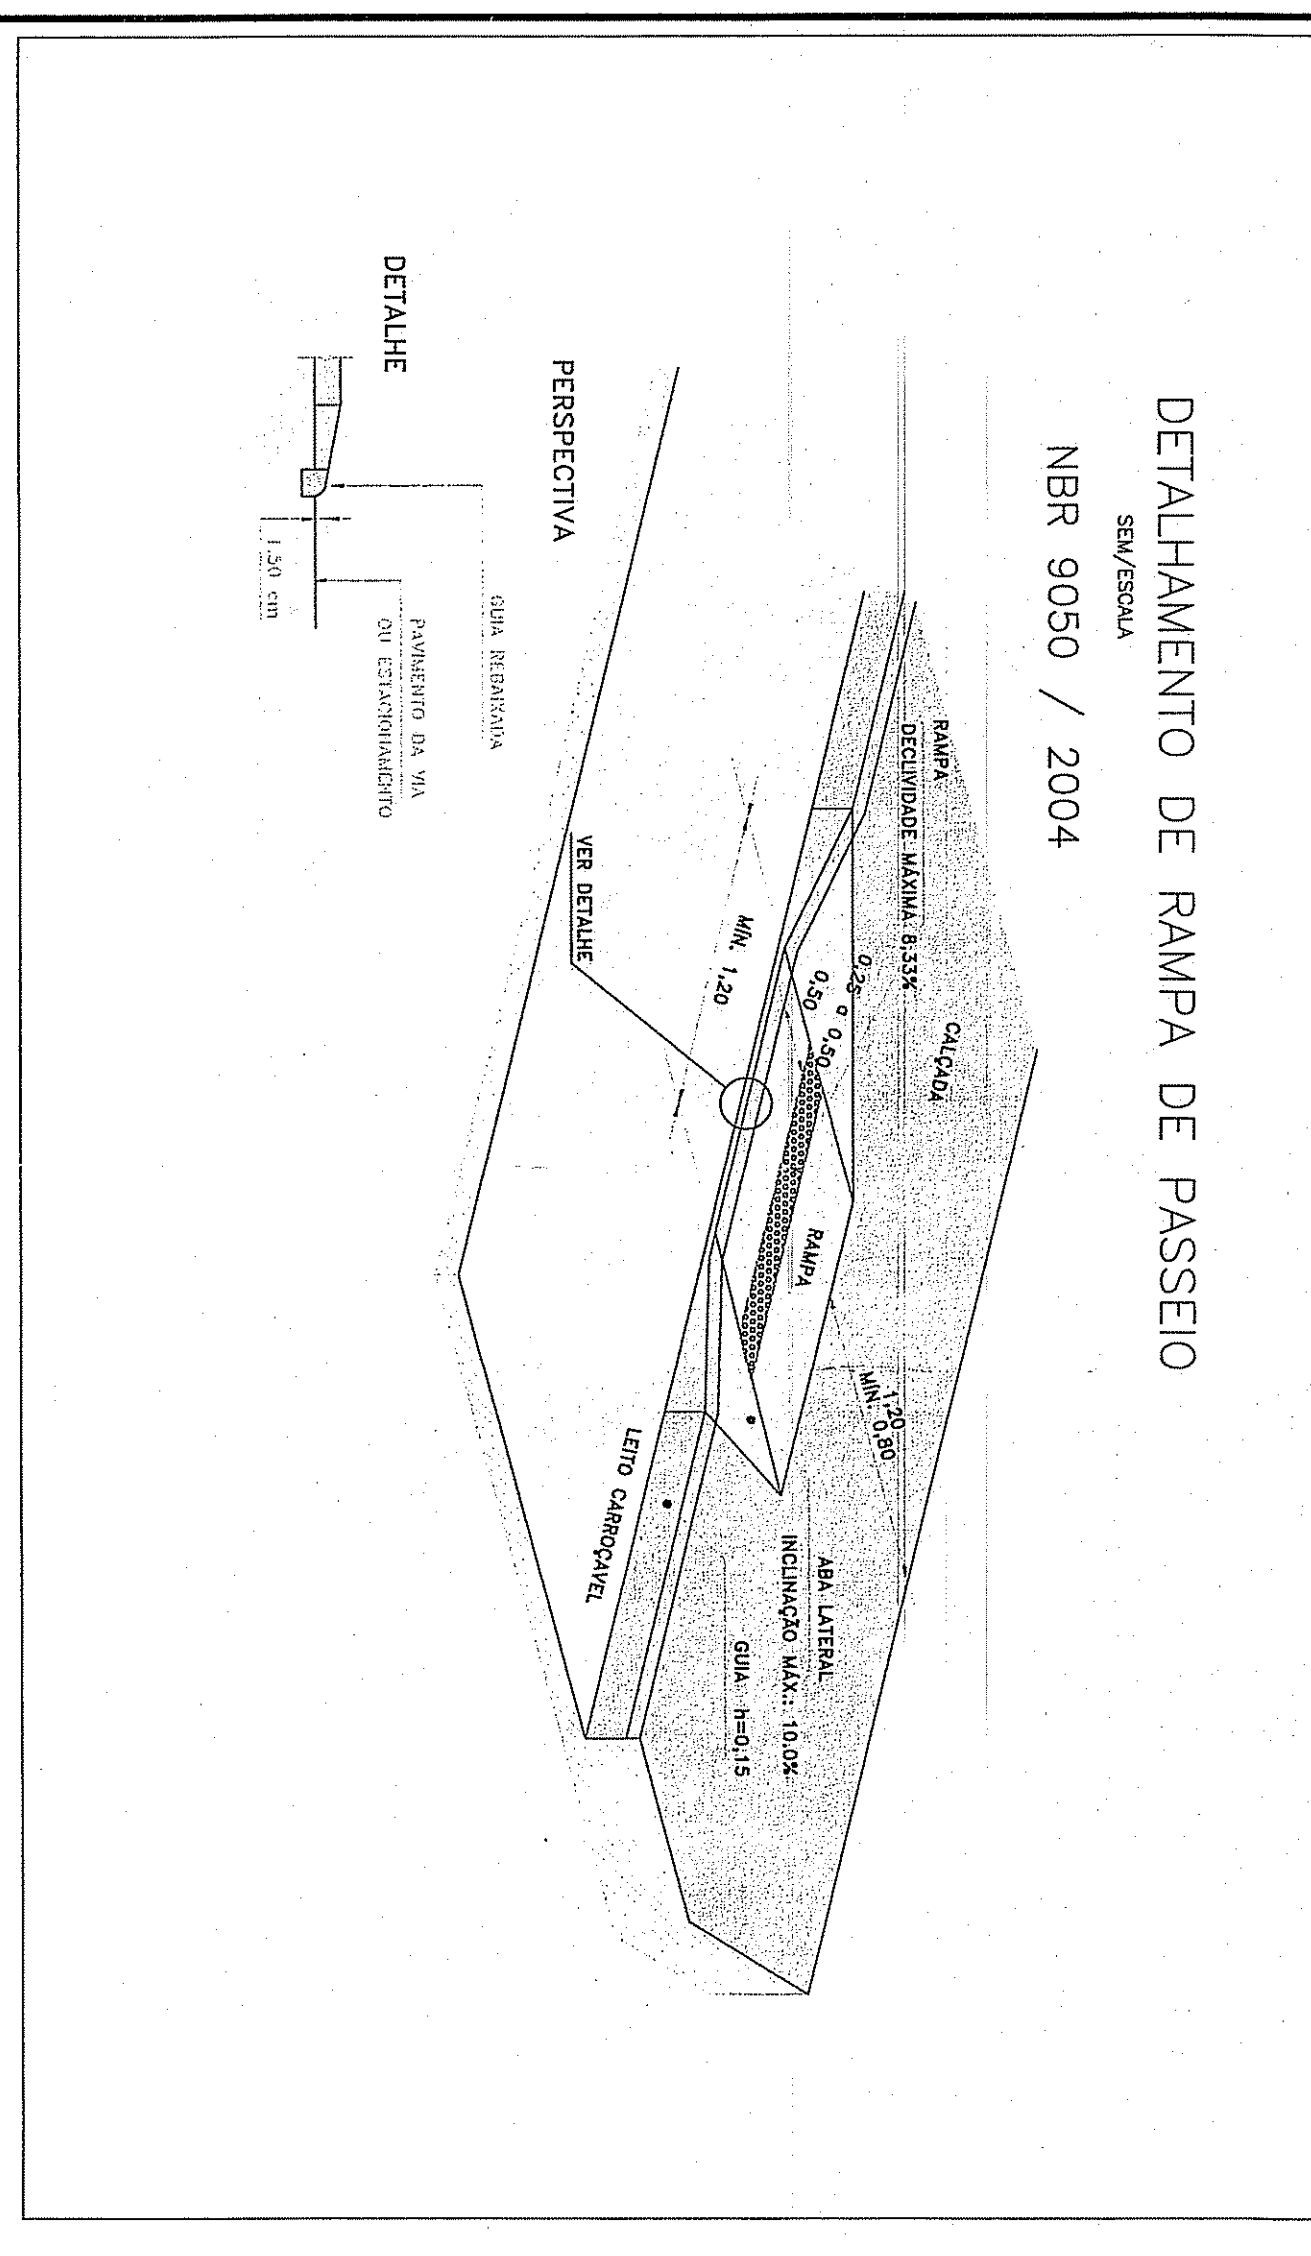 DETALHAMENTO DE RAMPA DE PASSEIO
SEM/ESCALA
NBR 9050 / 2004
RAMPA
DECLIVIDADE MÁXIMA 8,33%
CALÇADA
0,25 a 0,50
0,50
MÍN. 1,20
RAMPA
1,20
MÍN. 0,80
ABA LATERAL
INCLINAÇÃO MÁX.: 10,0%
GUIA h=0,15
LEITO CARROÇAVEL
VER DETALHE
PERSPECTIVA
GUIA REBAIXADA
PAVIMENTO DA VIA
OU ESTACIONAMENTO
1.50 cm
DETALHE